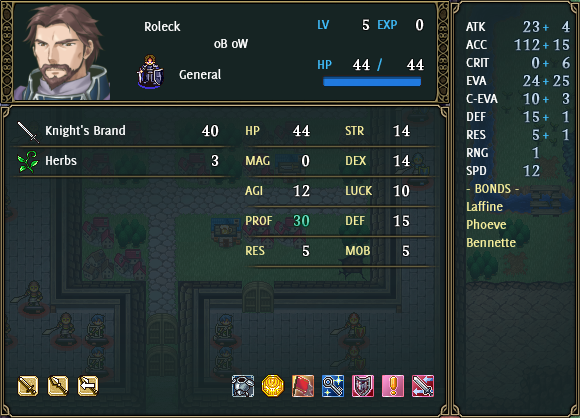 Roleck
oB oW
General
LV 5 EXP 0
HP 44 / 44
Knight's Brand 40
Herbs 3
HP 44 STR 14
MAG 0 DEX 14
AGI 12 LUCK 10
PROF 30 DEF 15
RES 5 MOB 5
ATK 23+ 4
ACC 112+ 15
CRIT 0+ 6
EVA 24+ 25
C-EVA 10+ 3
DEF 15+ 1
RES 5+ 1
RNG 1
SPD 12
- BONDS -
Laffine
Phoeve
Bennette